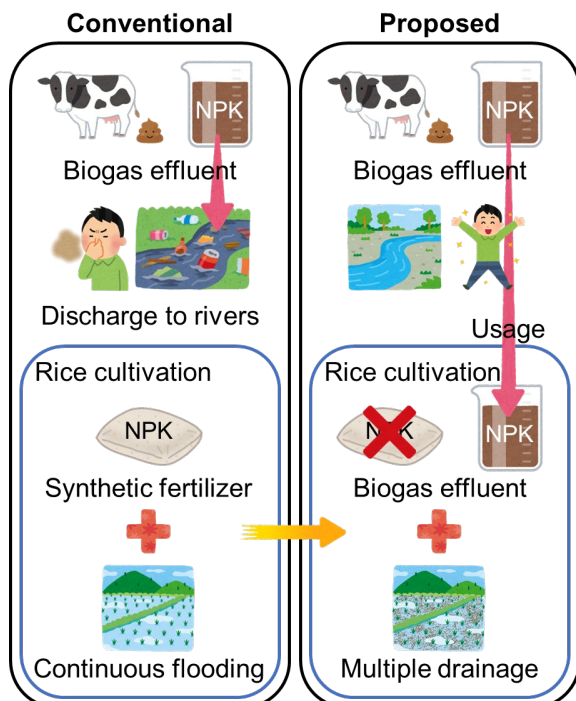 Conventional
NPK
Biogas effluent
Discharge to rivers
Rice cultivation
NPK
Synthetic fertilizer
Continuous flooding
Proposed
NPK
Biogas effluent
Usage
Rice cultivation
NPK
NPK
Biogas effluent
Multiple drainage